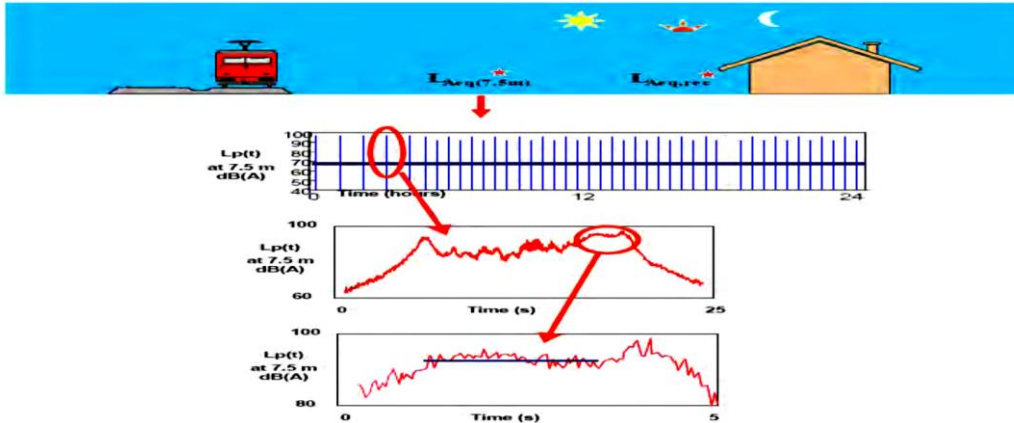 LAeq(7.5m)
LAeq,rec
Lp(t)
at 7.5 m
dB(A)
100
90
80
70
60
50
40
0
Time (hours)
12
24
Lp(t)
at 7.5 m
dB(A)
100
60
0
Time (s)
25
Lp(t)
at 7.5 m
dB(A)
100
80
0
Time (s)
5